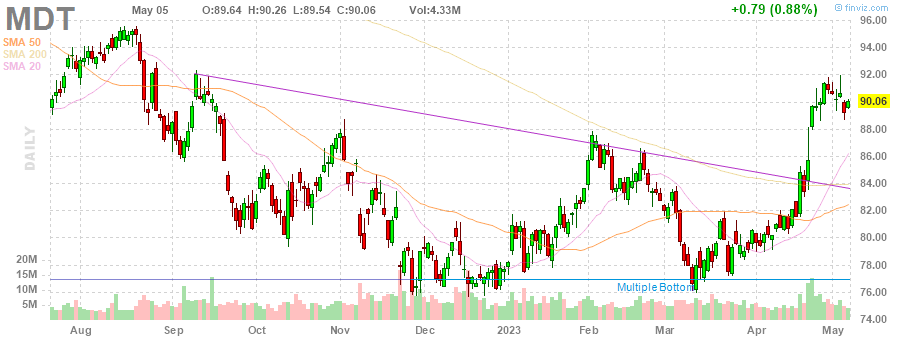 MDT May 05 O:89.64 H:90.26 L:89.64 C:90.06 Vol:4.33M +0.79 (0.88%) © finviz.com
SMA 50
SMA 200
SMA 20
DAILY
96.00
94.00
92.00
90.06
88.00
86.00
84.00
82.00
80.00
78.00
76.00
74.00
20M
15M
10M
5M
Multiple Bottom
Aug Sep Oct Nov Dec 2023 Feb Mar Apr May